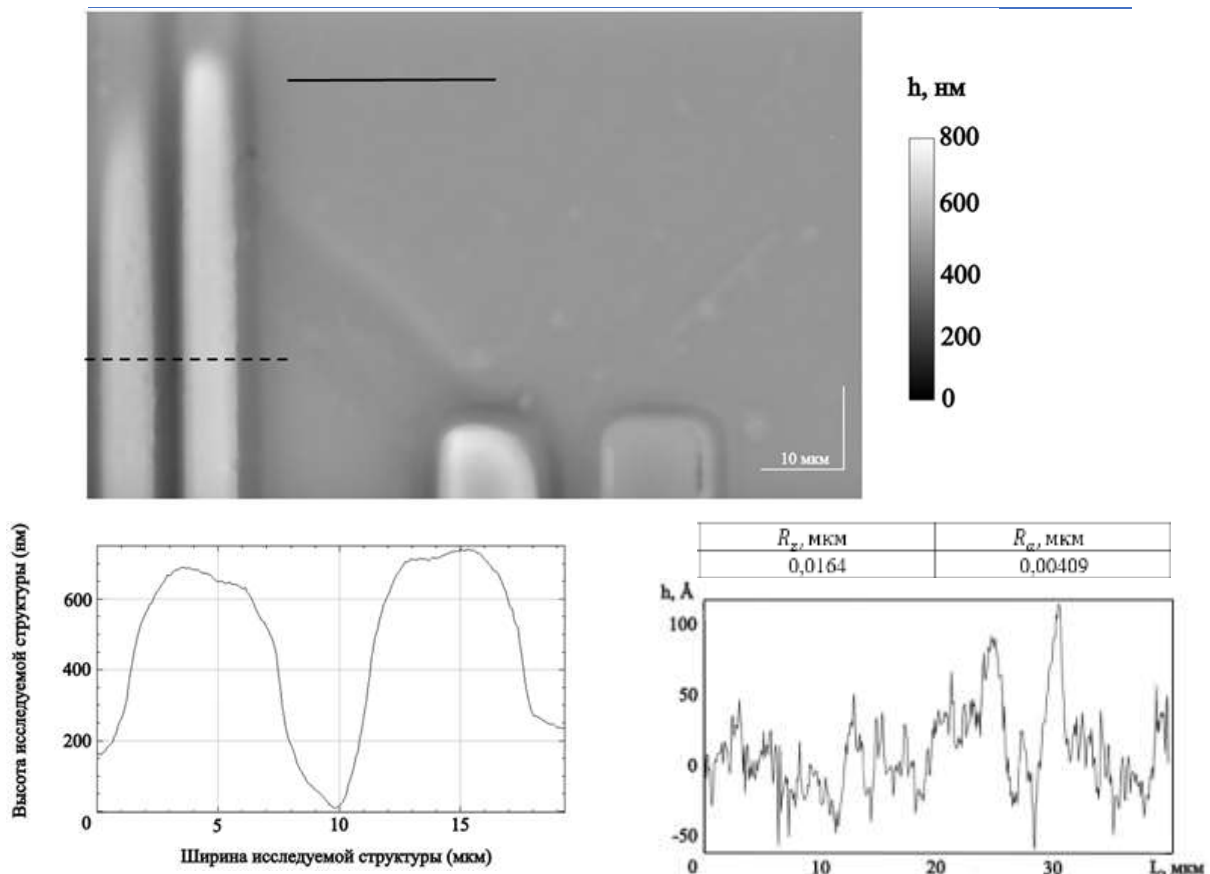 h, нм
800
600
400
200
0
10 мкм
Высота исследуемой структуры (нм)
600
400
200
0
5
10
15
Ширина исследуемой структуры (мкм)
R_z, мкм
R_a, мкм
0,0164
0,00409
h, Å
100
50
0
-50
0
10
20
30
L, мкм